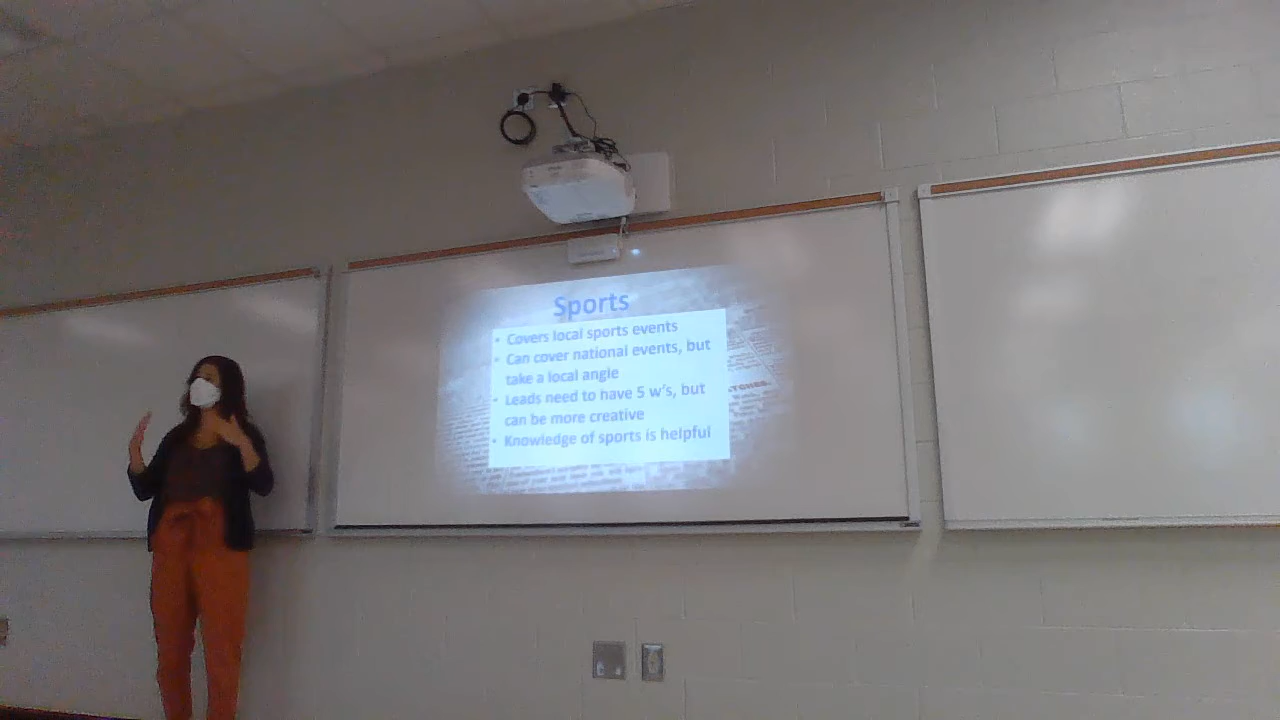 Sports
• Covers local sports events
• Can cover national events, but
take a local angle
• Leads need to have 5 w's, but
can be more creative
• Knowledge of sports is helpful